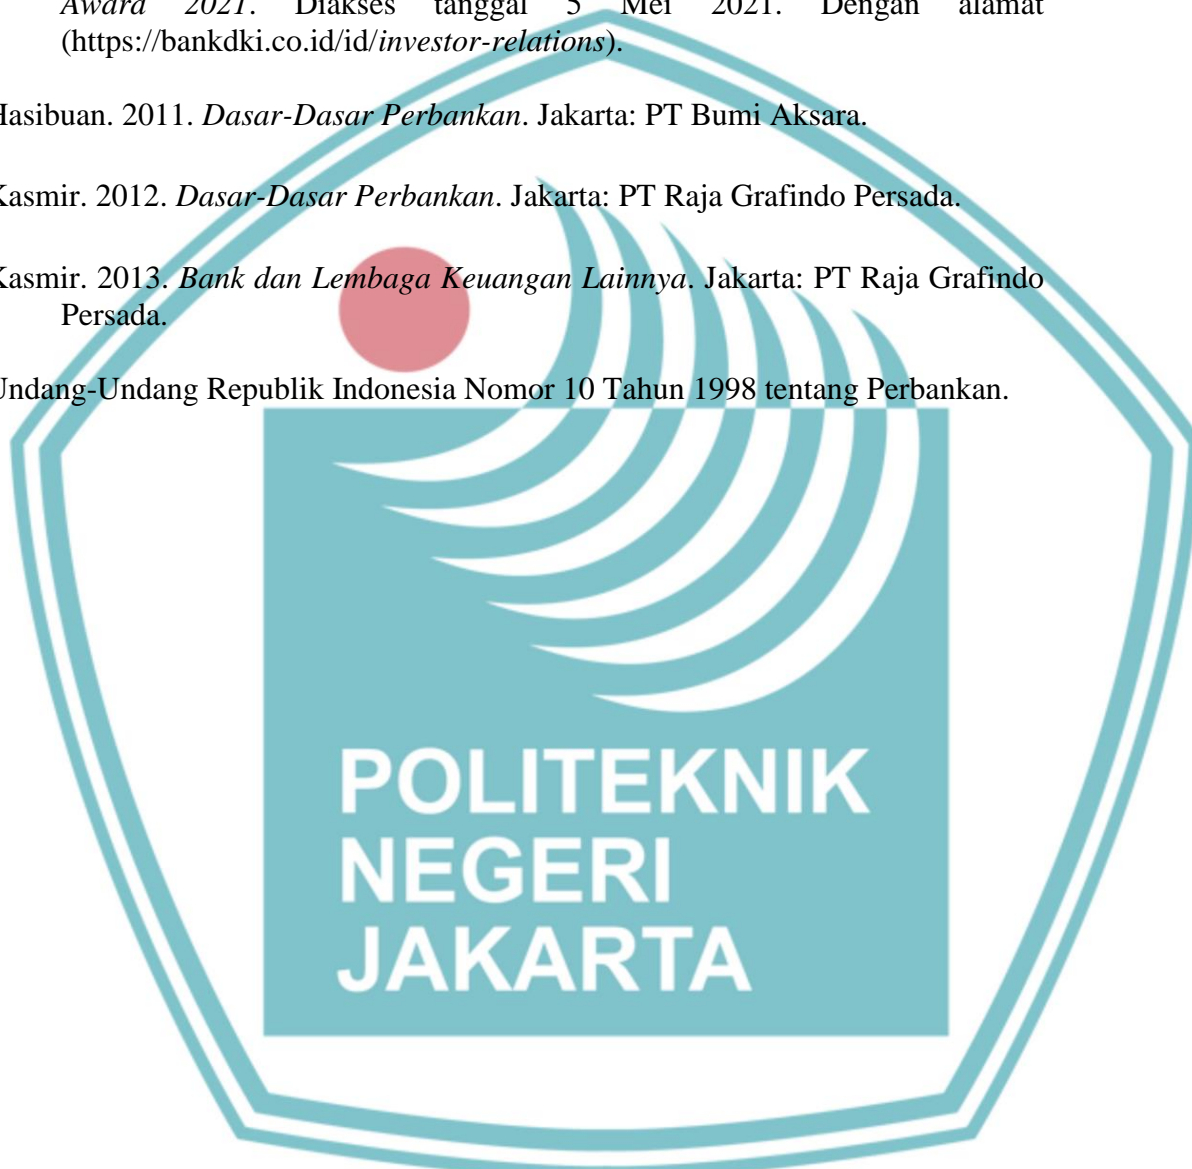 Award 2021. Diakses tanggal 5 Mei 2021. Dengan alamat
(https://bankdki.co.id/id/investor-relations).
Hasibuan. 2011. Dasar-Dasar Perbankan. Jakarta: PT Bumi Aksara.
Kasmir. 2012. Dasar-Dasar Perbankan. Jakarta: PT Raja Grafindo Persada.
Kasmir. 2013. Bank dan Lembaga Keuangan Lainnya. Jakarta: PT Raja Grafindo
Persada.
Undang-Undang Republik Indonesia Nomor 10 Tahun 1998 tentang Perbankan.
POLITEKNIK
NEGERI
JAKARTA